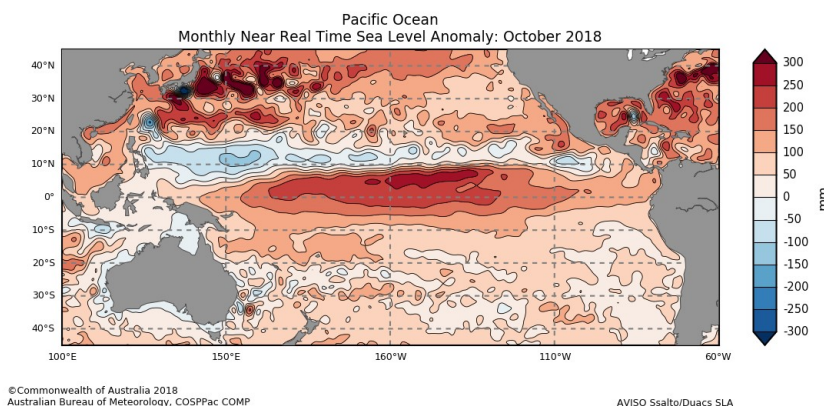 Pacific Ocean
Monthly Near Real Time Sea Level Anomaly: October 2018
40°N
30°N
20°N
10°N
0°
10°S
20°S
30°S
40°S
100°E
150°E
160°W
110°W
60°W
300
250
200
150
100
50
0
-50
-100
-150
-200
-250
-300
mm
©Commonwealth of Australia 2018
Australian Bureau of Meteorology, COSPPac COMP
AVISO Ssalto/Duacs SLA